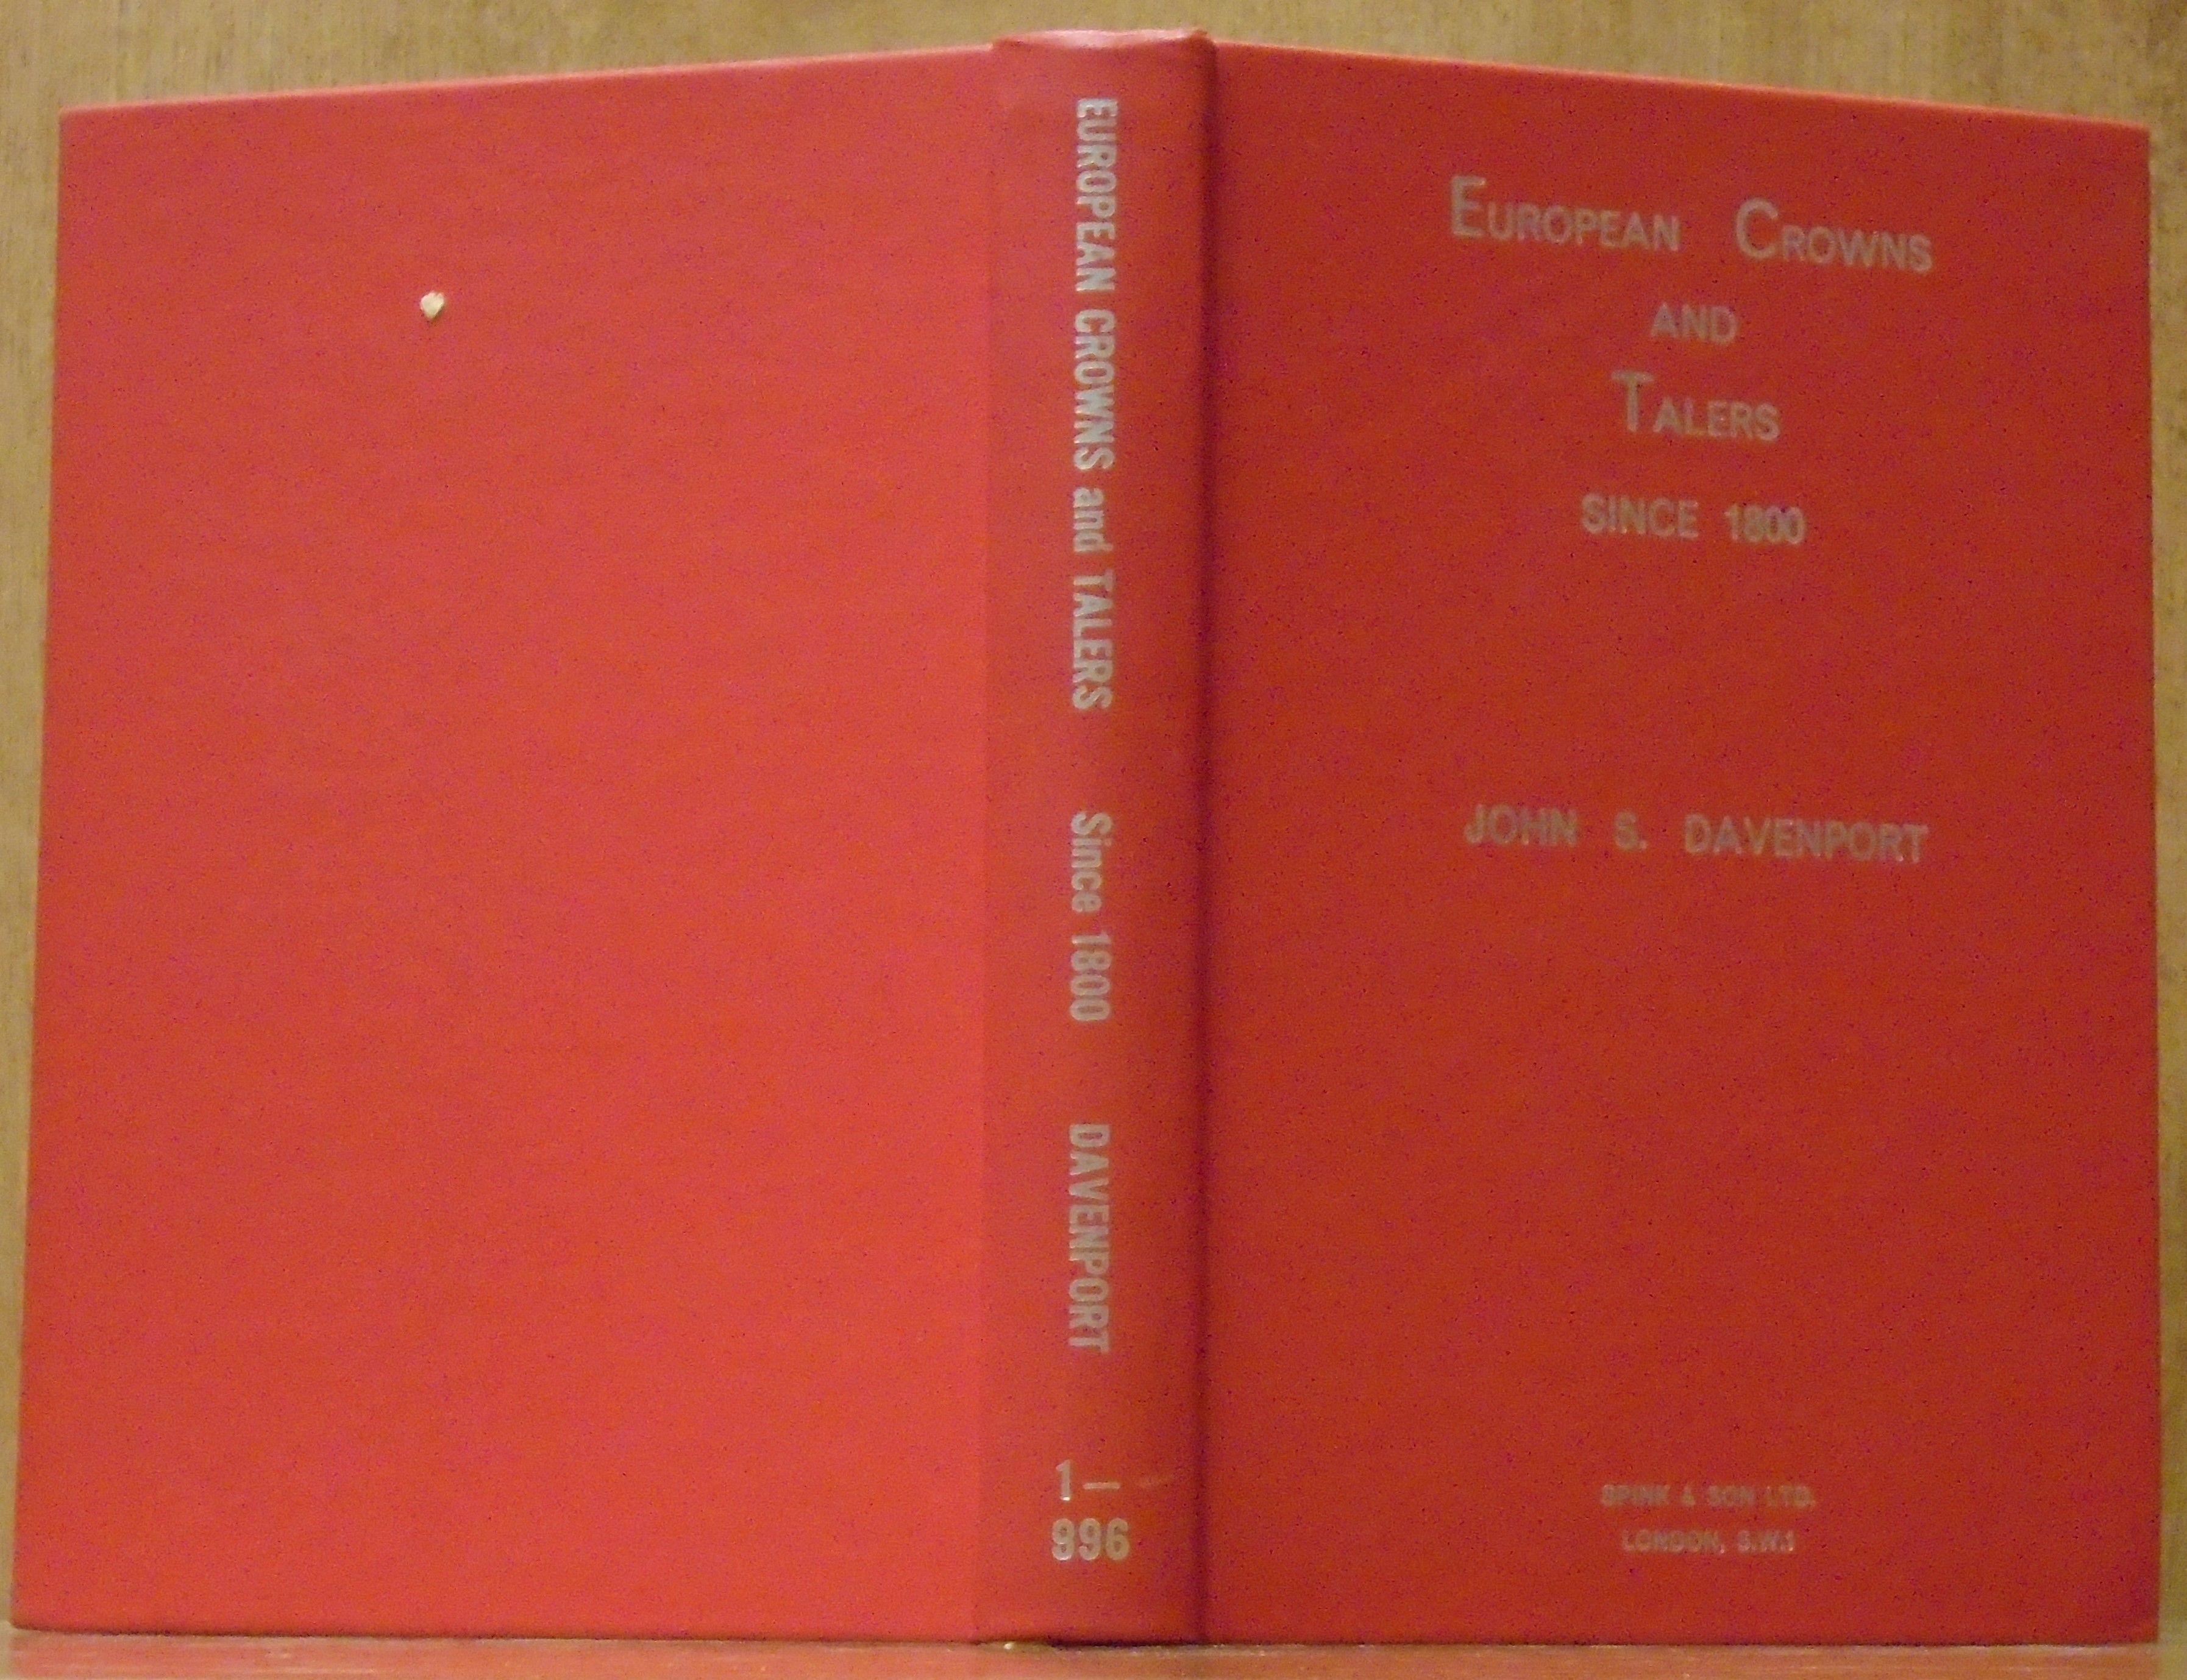 EUROPEAN CROWNS and TALERS Since 1800 DAVENPORT
1—
996
EUROPEAN CROWNS
AND
TALERS
SINCE 1800
JOHN S. DAVENPORT
SPINK & SON LTD.
LONDON, S.W.1